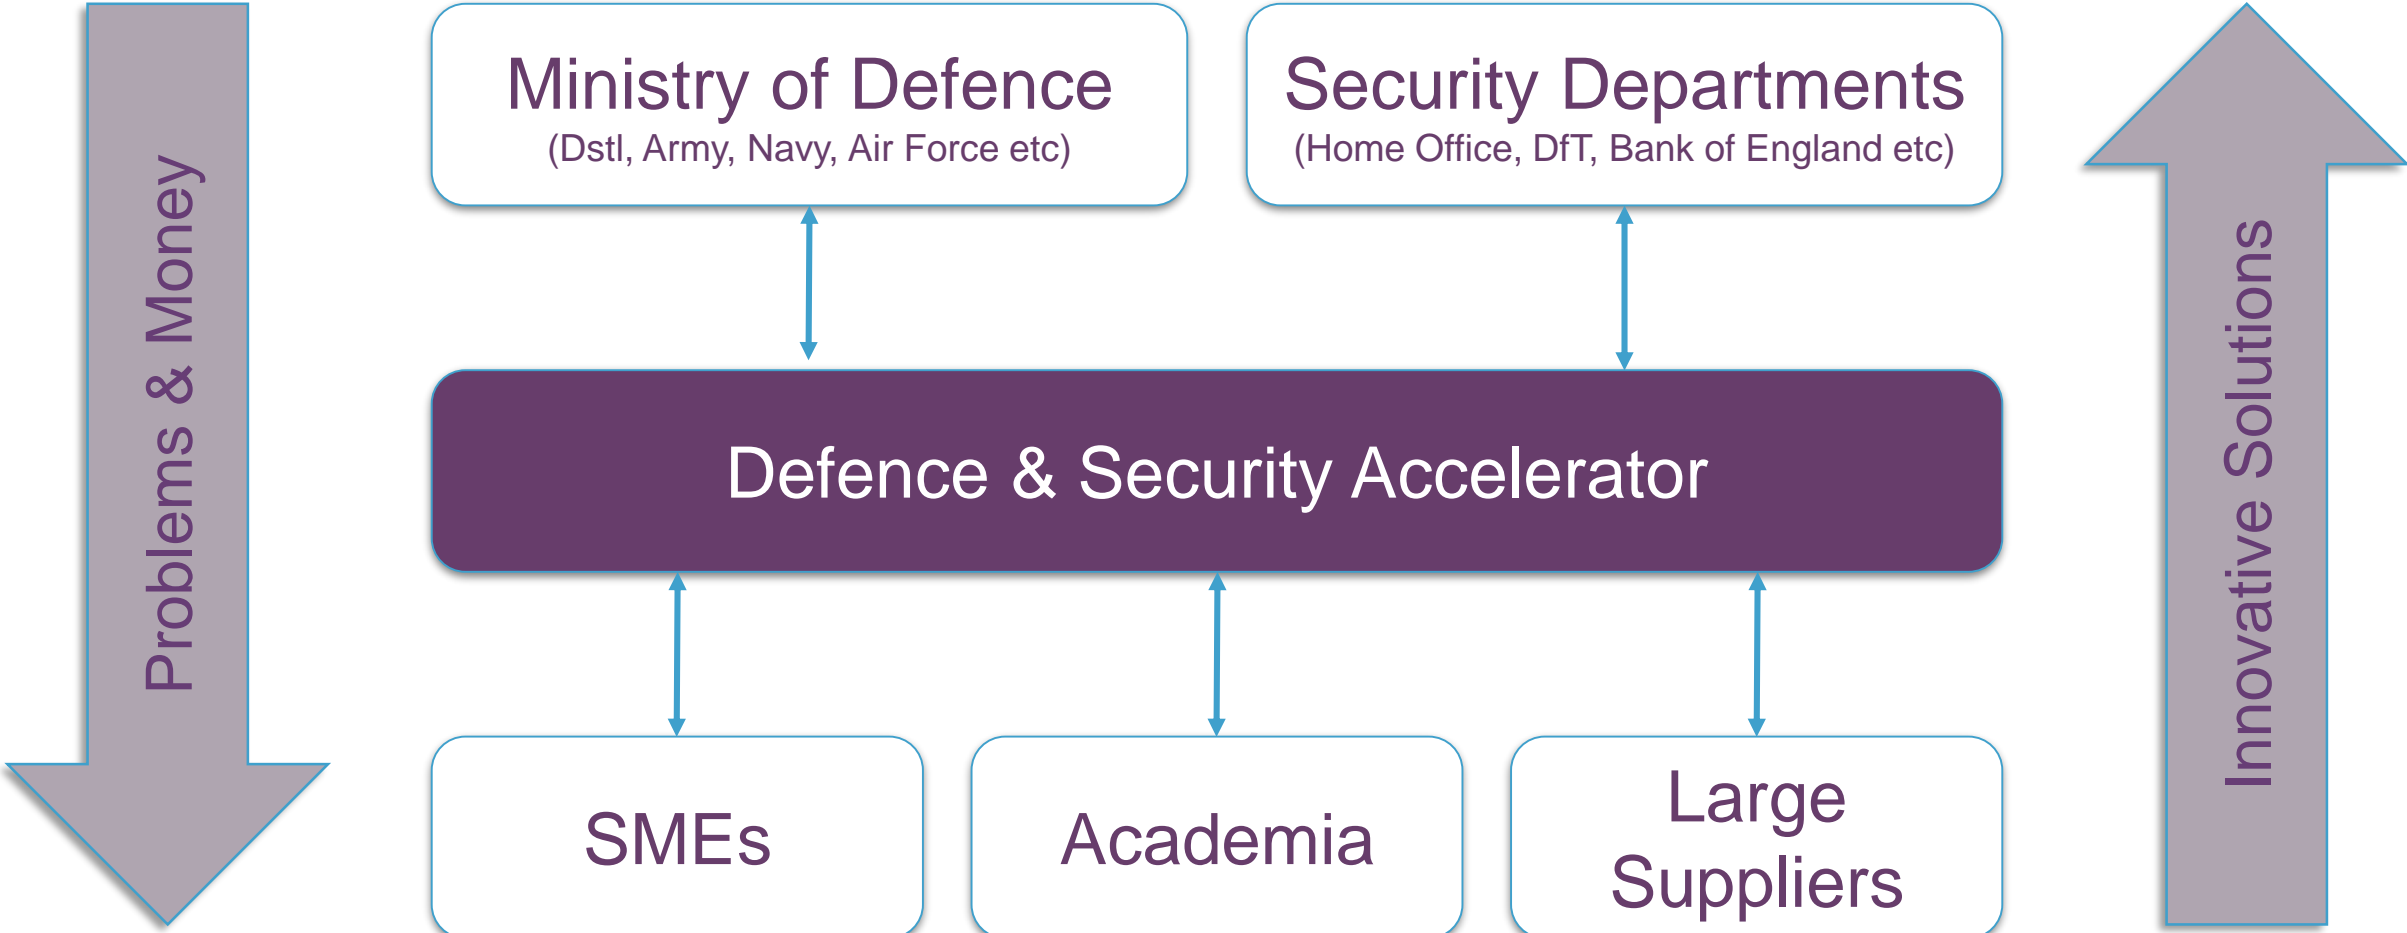 Problems & Money
Ministry of Defence
(Dstl, Army, Navy, Air Force etc)
Security Departments
(Home Office, DfT, Bank of England etc)
Defence & Security Accelerator
SMEs
Academia
Large
Suppliers
Innovative Solutions